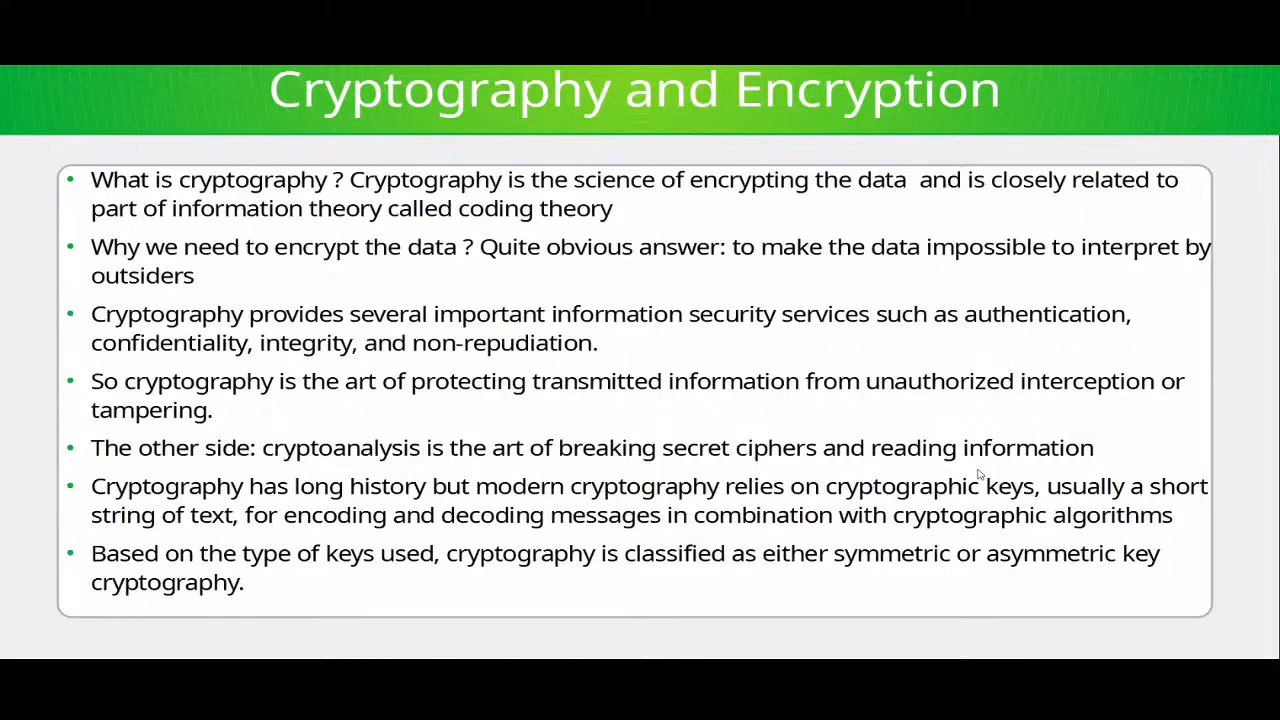 Cryptography and Encryption
• What is cryptography ? Cryptography is the science of encrypting the data  and is closely related to
part of information theory called coding theory
• Why we need to encrypt the data ? Quite obvious answer: to make the data impossible to interpret by
outsiders
• Cryptography provides several important information security services such as authentication,
confidentiality, integrity, and non-repudiation.
• So cryptography is the art of protecting transmitted information from unauthorized interception or
tampering.
• The other side: cryptoanalysis is the art of breaking secret ciphers and reading information
• Cryptography has long history but modern cryptography relies on cryptographic keys, usually a short
string of text, for encoding and decoding messages in combination with cryptographic algorithms
• Based on the type of keys used, cryptography is classified as either symmetric or asymmetric key
cryptography.